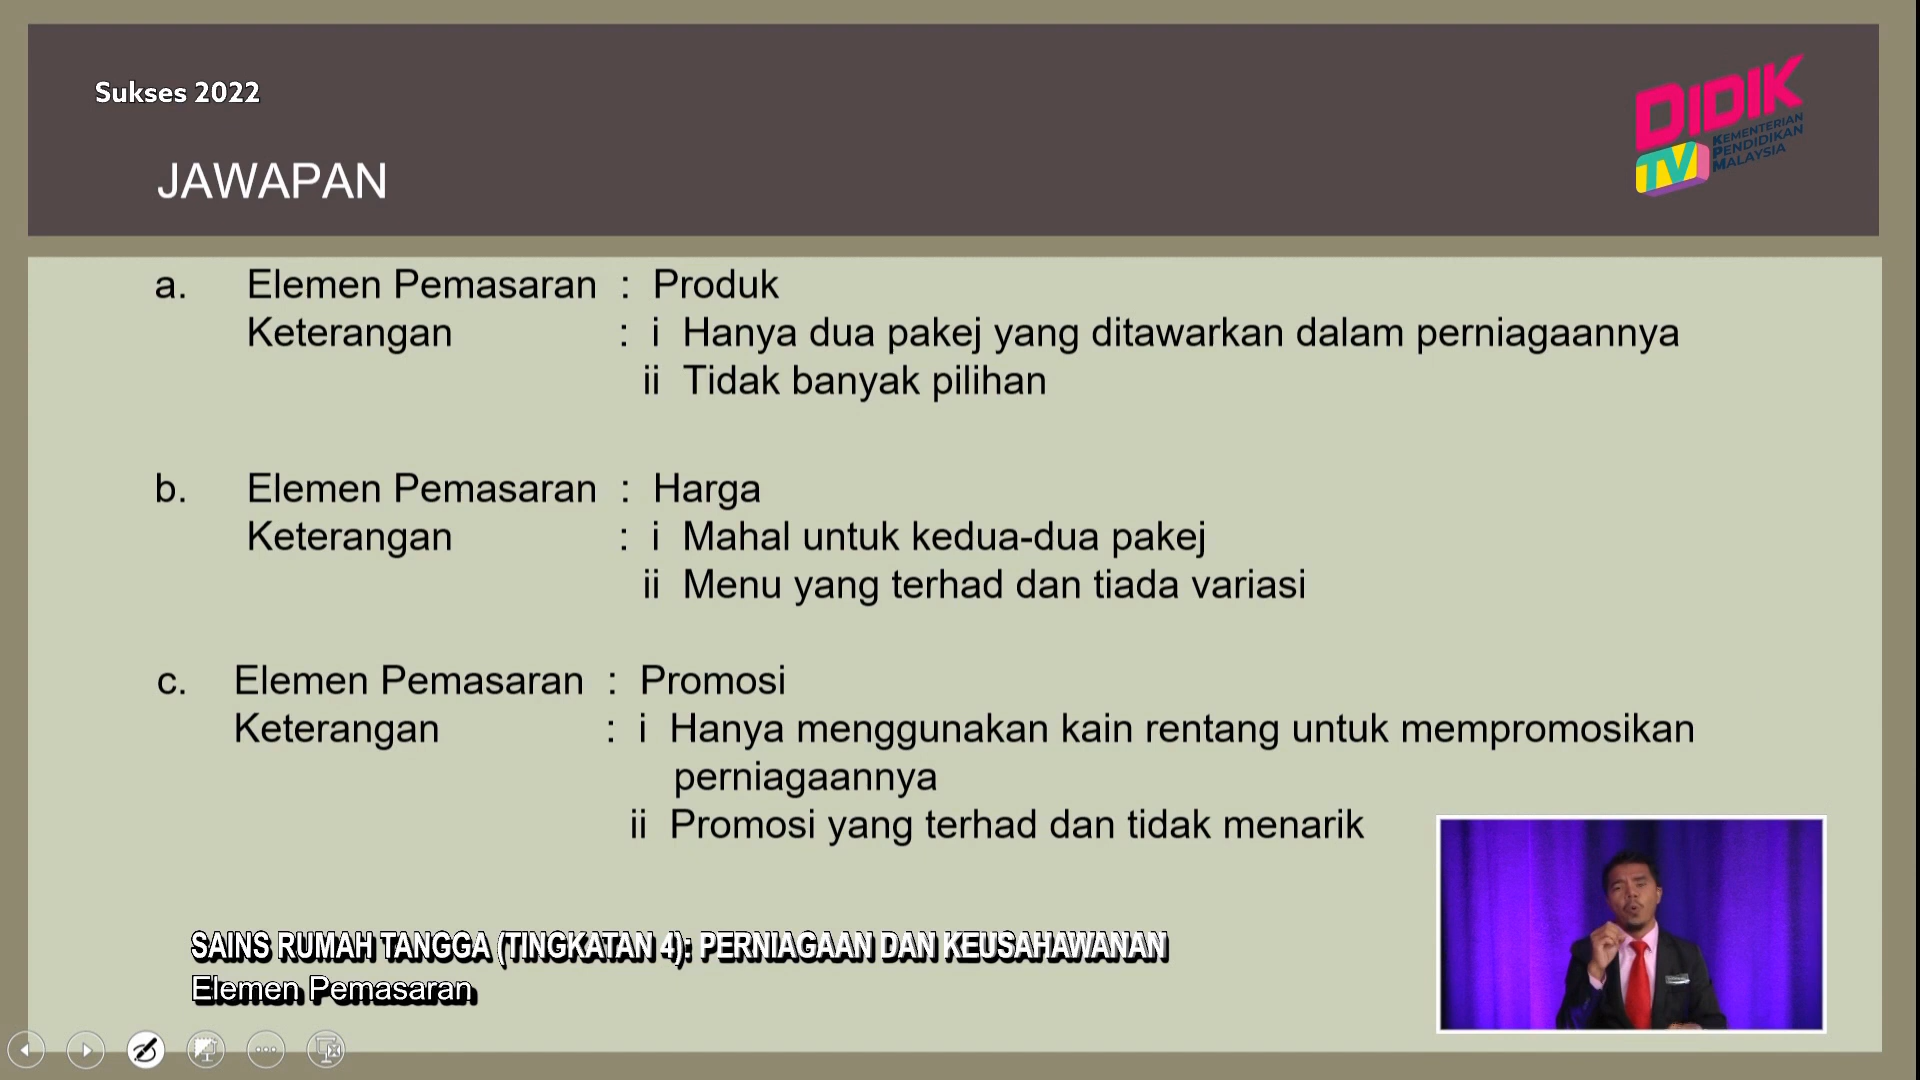 Sukses 2022
DIDIK
TV
KEMENTERIAN
PENDIDIKAN
MALAYSIA
JAWAPAN
a. Elemen Pemasaran : Produk
Keterangan : i Hanya dua pakej yang ditawarkan dalam perniagaannya
ii Tidak banyak pilihan
b. Elemen Pemasaran : Harga
Keterangan : i Mahal untuk kedua-dua pakej
ii Menu yang terhad dan tiada variasi
c. Elemen Pemasaran : Promosi
Keterangan : i Hanya menggunakan kain rentang untuk mempromosikan
perniagaannya
ii Promosi yang terhad dan tidak menarik
SAINS RUMAH TANGGA (TINGKATAN 4): PERNIAGAAN DAN KEUSAHAWANAN
Elemen Pemasaran